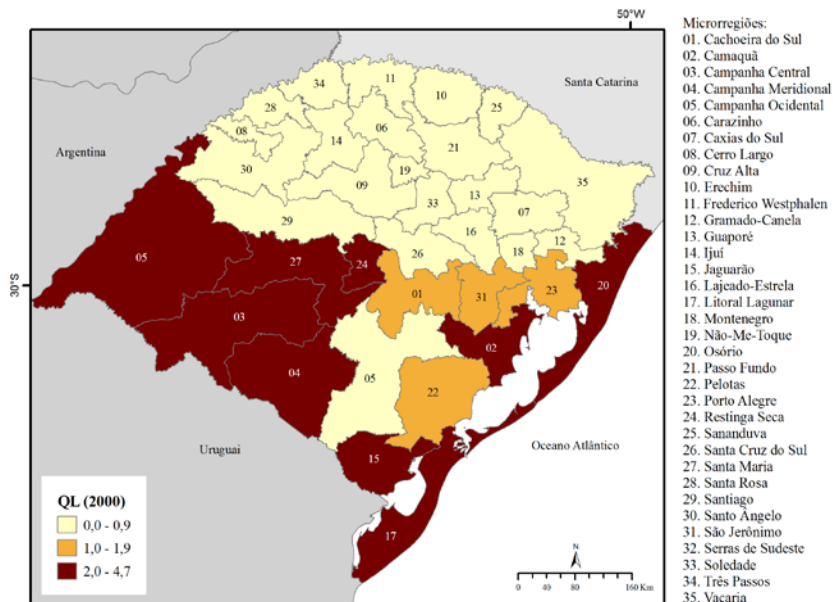 50°W
Microrregiões:
01. Cachoeira do Sul
02. Camaquã
03. Campanha Central
04. Campanha Meridional
05. Campanha Ocidental
06. Carazinho
07. Caxias do Sul
08. Cerro Largo
09. Cruz Alta
10. Erechim
11. Frederico Westphalen
12. Gramado-Canela
13. Guaporé
14. Ijuí
15. Jaguarão
16. Lajeado-Estrela
17. Litoral Lagunar
18. Montenegro
19. Não-Me-Toque
20. Osório
21. Passo Fundo
22. Pelotas
23. Porto Alegre
24. Restinga Seca
25. Sananduva
26. Santa Cruz do Sul
27. Santa Maria
28. Santa Rosa
29. Santiago
30. Santo Ângelo
31. São Jerônimo
32. Serras de Sudeste
33. Soledade
34. Três Passos
35. Vacaria
Santa Catarina
Argentina
34
11
10
28
25
08
06
14
21
30
19
35
09
13
33
07
29
16
12
26
18
05
27
24
23
20
30°S
01
31
03
02
04
05
22
Uruguai
Oceano Atlântico
15
17
QL (2000)
0,0 - 0,9
1,0 - 1,9
2,0 - 4,7
N
0 40 80 160 Km